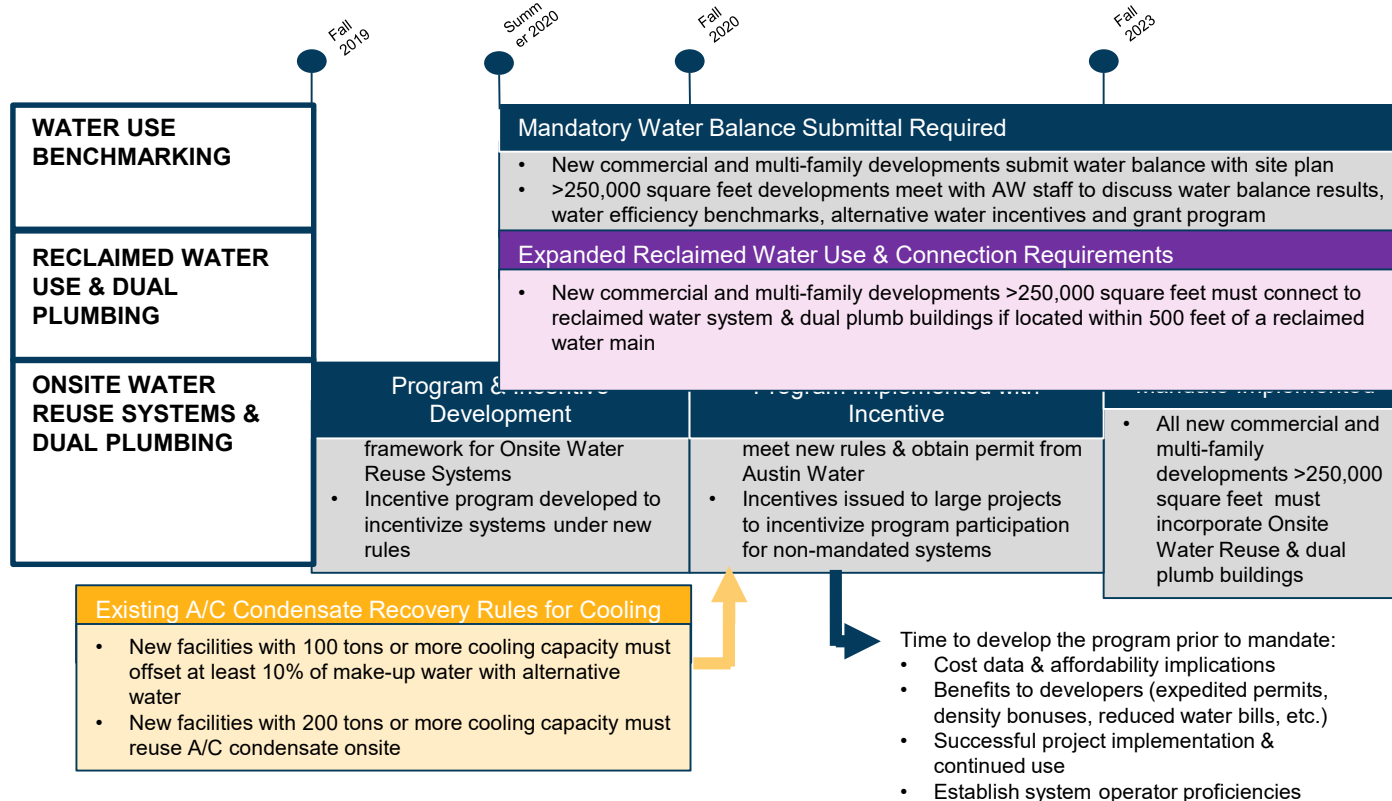 Fall
2019
Summ
er 2020
Fall
2020
Fall
2023
WATER USE
BENCHMARKING
Mandatory Water Balance Submittal Required
• New commercial and multi-family developments submit water balance with site plan
• >250,000 square feet developments meet with AW staff to discuss water balance results,
water efficiency benchmarks, alternative water incentives and grant program
RECLAIMED WATER
USE & DUAL
PLUMBING
Expanded Reclaimed Water Use & Connection Requirements
• New commercial and multi-family developments >250,000 square feet must connect to
reclaimed water system & dual plumb buildings if located within 500 feet of a reclaimed
water main
ONSITE WATER
REUSE SYSTEMS &
DUAL PLUMBING
Program & Incentive
Development
framework for Onsite Water
Reuse Systems
• Incentive program developed to
incentivize systems under new
rules
Program Implemented with
Incentive
meet new rules & obtain permit from
Austin Water
• Incentives issued to large projects
to incentivize program participation
for non-mandated systems
Mandate Implemented
• All new commercial and
multi-family
developments >250,000
square feet must
incorporate Onsite
Water Reuse & dual
plumb buildings
Existing A/C Condensate Recovery Rules for Cooling
• New facilities with 100 tons or more cooling capacity must
offset at least 10% of make-up water with alternative
water
• New facilities with 200 tons or more cooling capacity must
reuse A/C condensate onsite
Time to develop the program prior to mandate:
• Cost data & affordability implications
• Benefits to developers (expedited permits,
density bonuses, reduced water bills, etc.)
• Successful project implementation &
continued use
• Establish system operator proficiencies